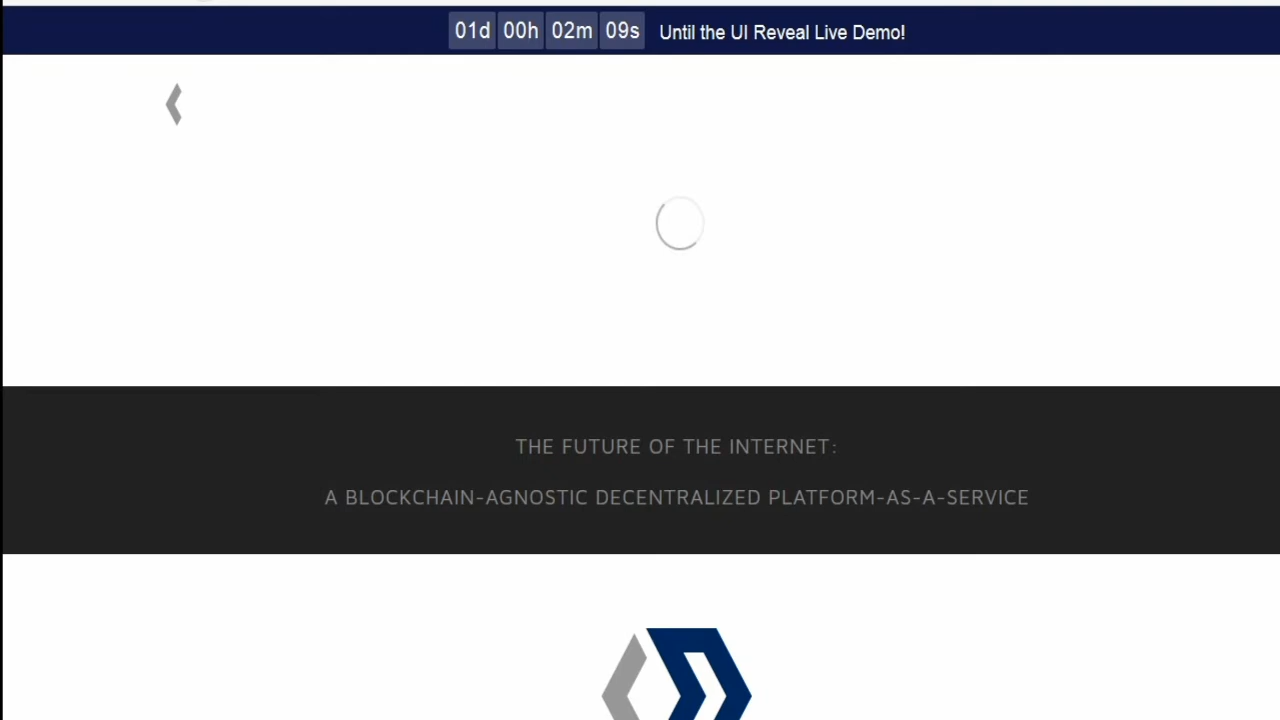 01d 00h 02m 09s Until the UI Reveal Live Demo!
THE FUTURE OF THE INTERNET:
A BLOCKCHAIN-AGNOSTIC DECENTRALIZED PLATFORM-AS-A-SERVICE